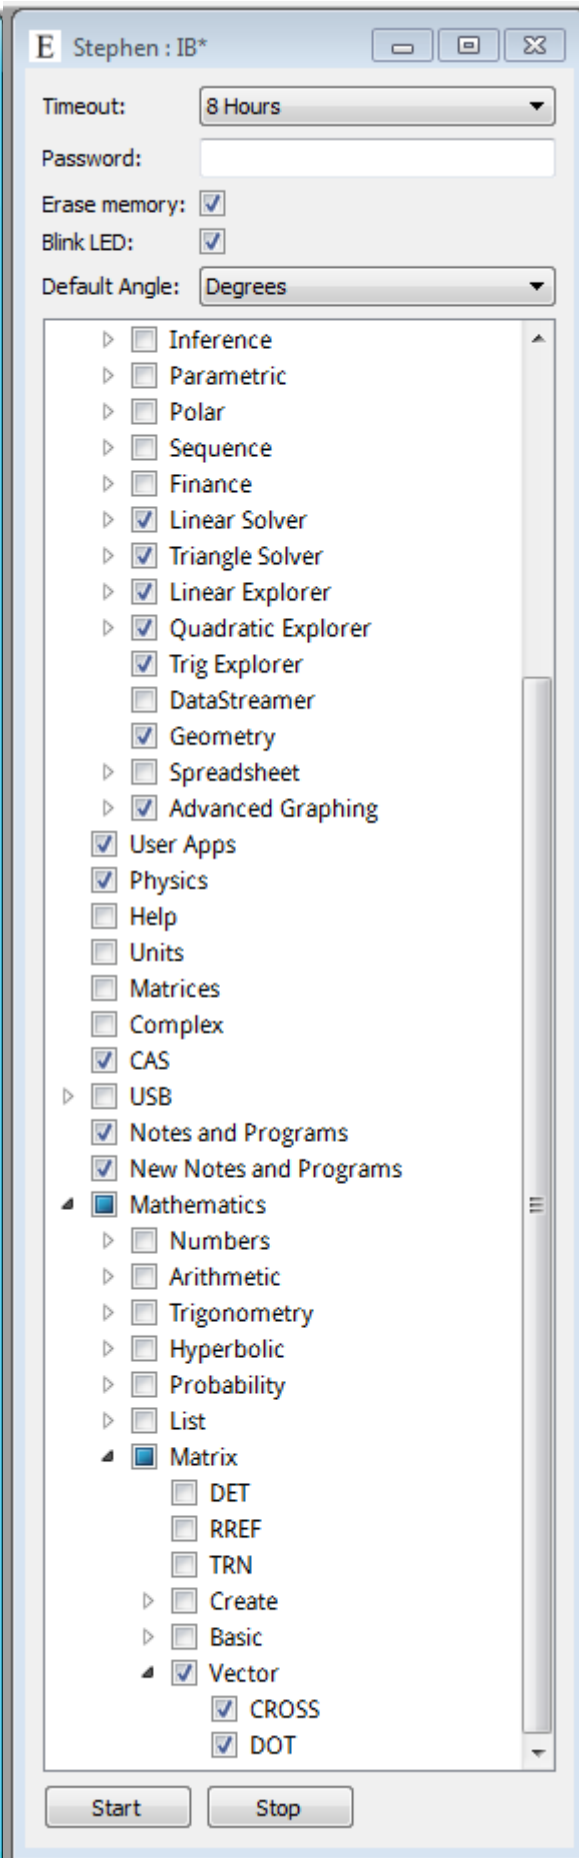 E Stephen : IB*
Timeout: 8 Hours
Password:
Erase memory:
Blink LED:
Default Angle: Degrees
Inference
Parametric
Polar
Sequence
Finance
Linear Solver
Triangle Solver
Linear Explorer
Quadratic Explorer
Trig Explorer
DataStreamer
Geometry
Spreadsheet
Advanced Graphing
User Apps
Physics
Help
Units
Matrices
Complex
CAS
USB
Notes and Programs
New Notes and Programs
Mathematics
Numbers
Arithmetic
Trigonometry
Hyperbolic
Probability
List
Matrix
DET
RREF
TRN
Create
Basic
Vector
CROSS
DOT
Start Stop